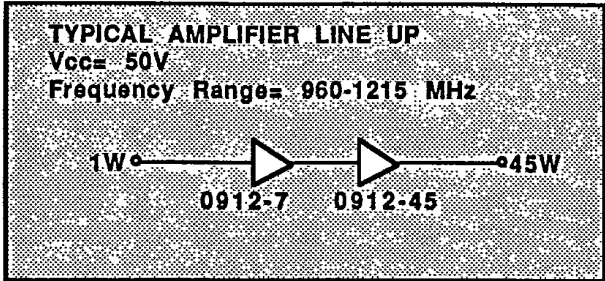 TYPICAL AMPLIFIER LINE UP
Vcc= 50V
Frequency Range= 960-1215 MHz
1W 45W
0912-7 0912-45